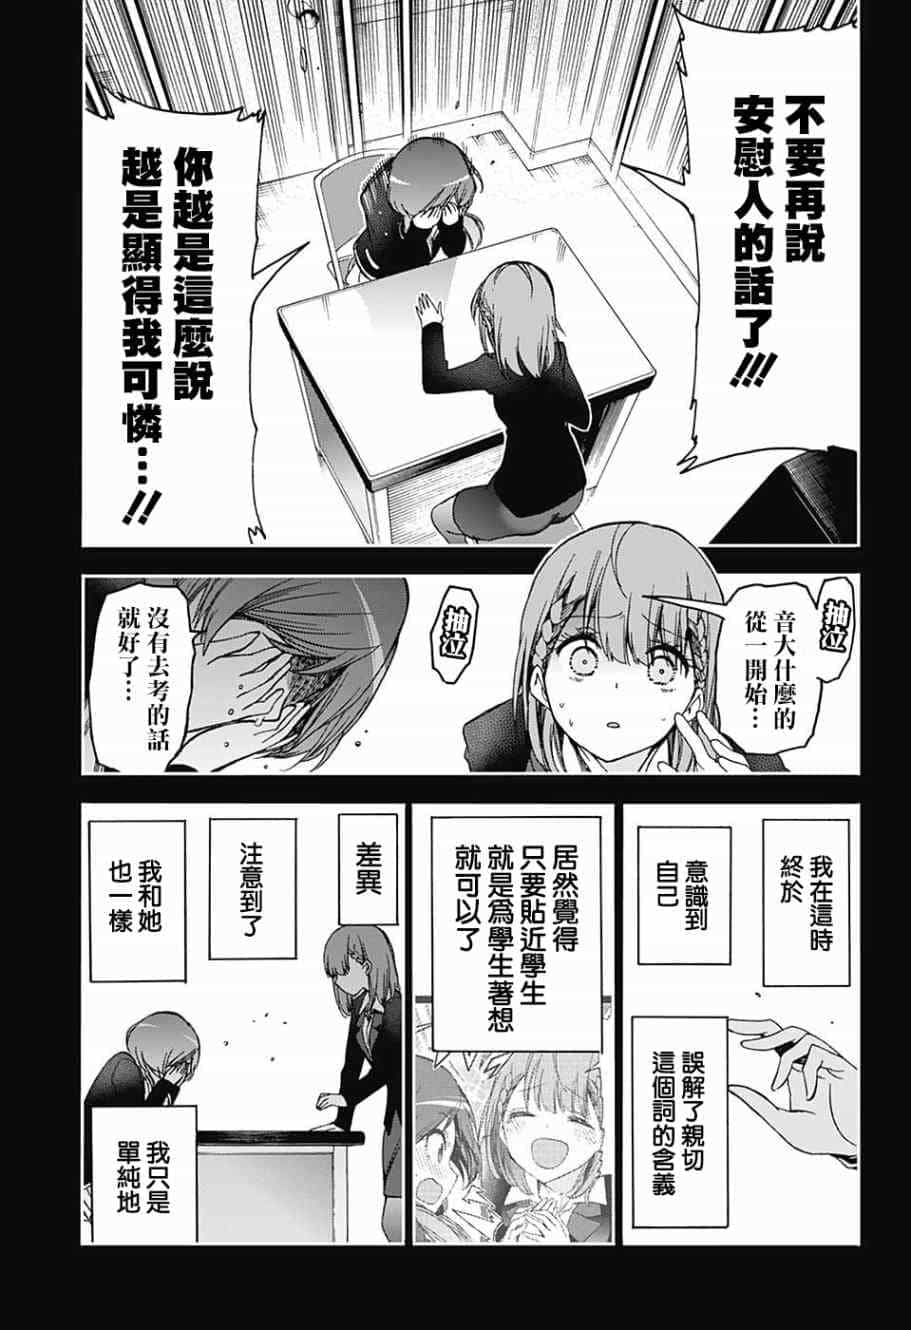 不要再說
安慰人的話了!!!
你越是這麼說
越是顯得我可憐…!!
音大什麼的
從一開始…
抽泣
抽泣
沒有去考的話
就好了…
我在這時
終於
意識到
自己
誤解了親切
這個詞的含義
居然覺得
只要貼近學生
就是為學生著想
就可以了
差異
注意到了
我和她
也一樣
我只是
單純地